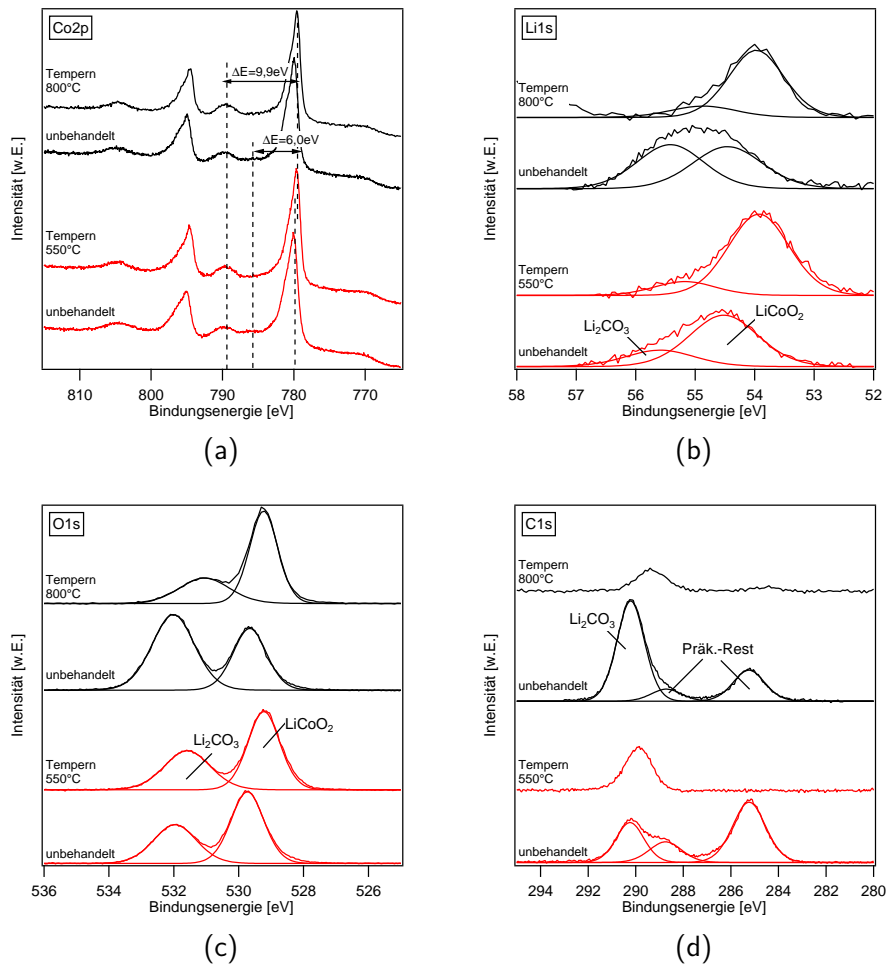 Co2p
Tempern
800°C
ΔE=9,9eV
unbehandelt
ΔE=6,0eV
Tempern
550°C
unbehandelt
Intensität [w.E.]
810 800 790 780 770
Bindungsenergie [eV]
(a)
Li1s
Tempern
800°C
unbehandelt
Tempern
550°C
Li₂CO₃
LiCoO₂
unbehandelt
Intensität [w.E.]
58 57 56 55 54 53 52
Bindungsenergie [eV]
(b)
O1s
Tempern
800°C
unbehandelt
Tempern
550°C
Li₂CO₃
LiCoO₂
unbehandelt
Intensität [w.E.]
536 534 532 530 528 526
Bindungsenergie [eV]
(c)
C1s
Tempern
800°C
Li₂CO₃
Präk.-Rest
unbehandelt
Tempern
550°C
unbehandelt
Intensität [w.E.]
294 292 290 288 286 284 282 280
Bindungsenergie [eV]
(d)